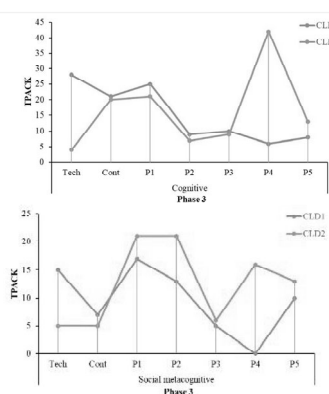 45
40
35
30
25
20
15
10
5
0
TPACK
CL
CL
Tech Cont P1 P2 P3 P4 P5
Cognitive
Phase 3
25
20
15
10
5
0
TPACK
CLD1
CLD2
Tech Cont P1 P2 P3 P4 P5
Social metacognitive
Phase 3